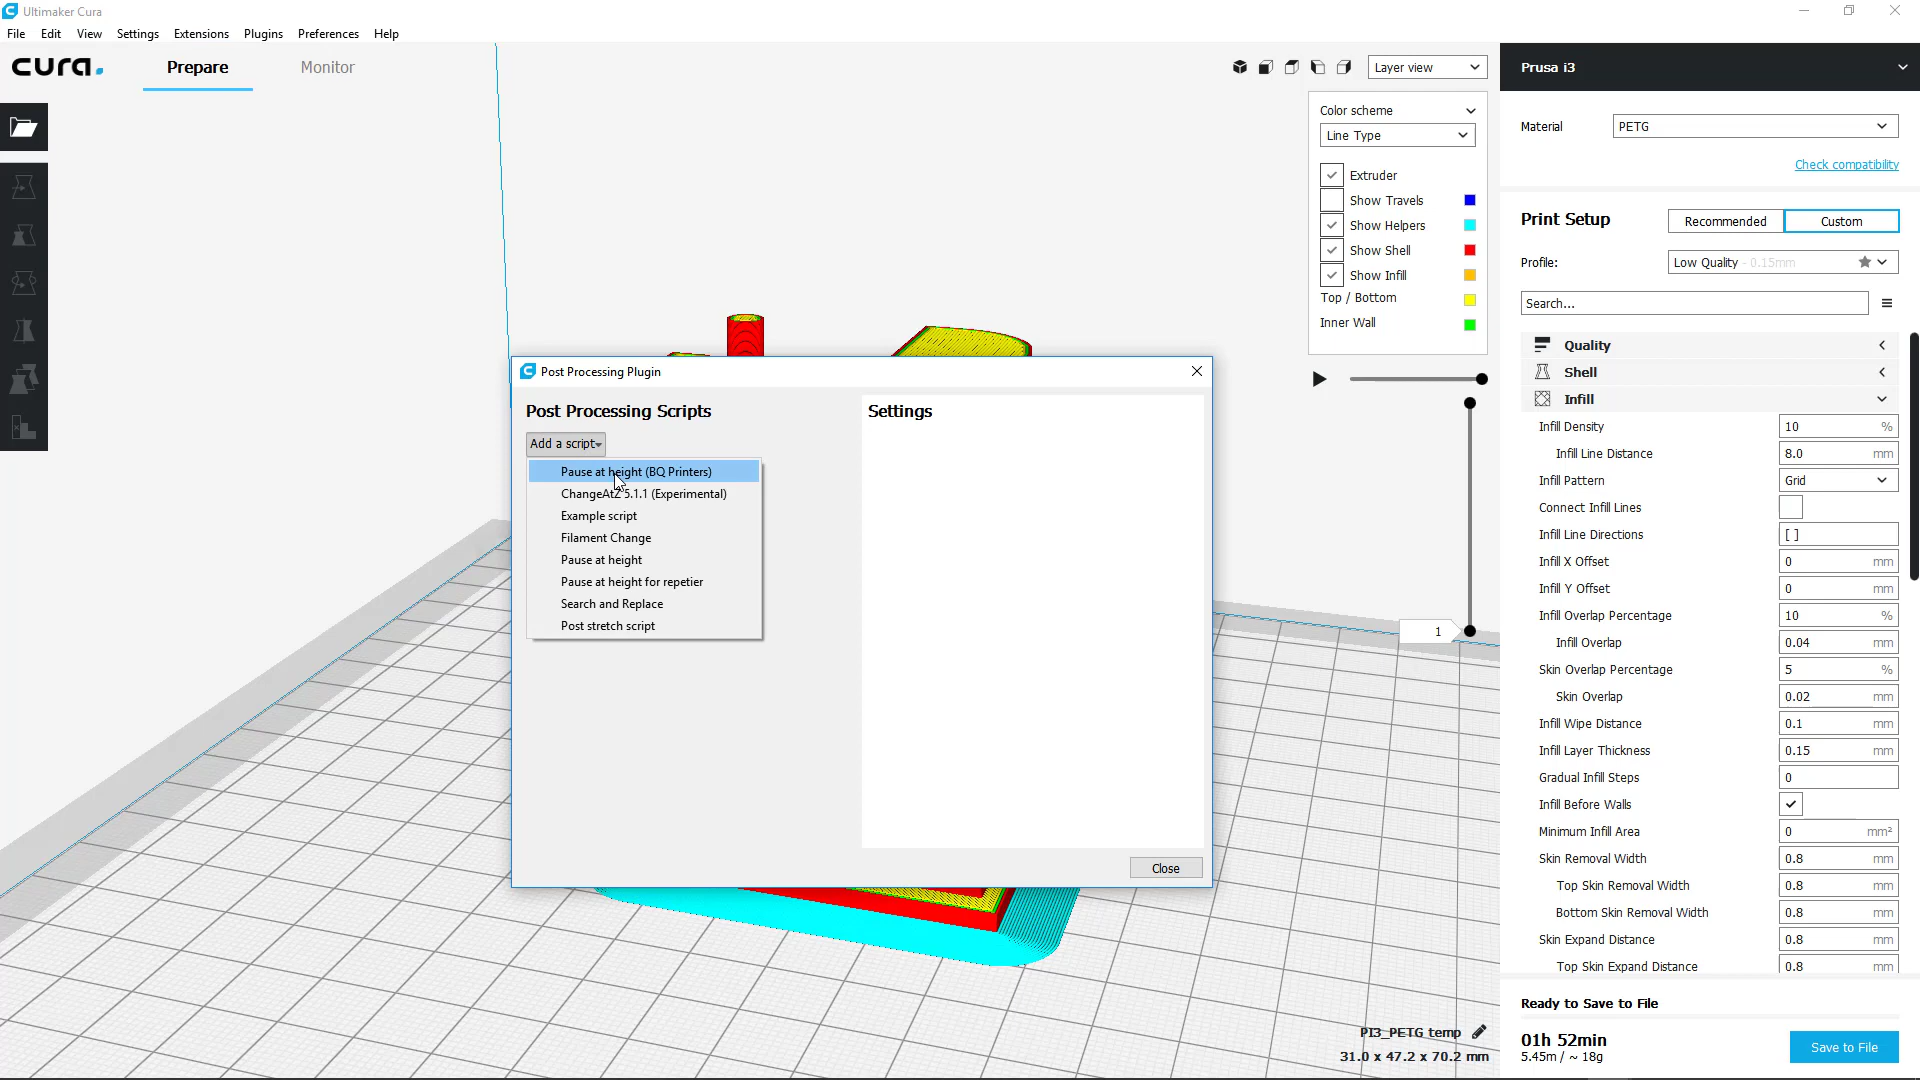 Ultimaker Cura
File Edit View Settings Extensions Plugins Preferences Help
cura. Prepare Monitor
Layer view
Color scheme
Line Type
Extruder
Show Travels
Show Helpers
Show Shell
Show Infill
Top / Bottom
Inner Wall
1
Post Processing Plugin
Post Processing Scripts
Add a script
Pause at height (BQ Printers)
ChangeAtZ 5.1.1 (Experimental)
Example script
Filament Change
Pause at height
Pause at height for repetier
Search and Replace
Post stretch script
Settings
Close
PI3_PETG temp
31.0 x 47.2 x 70.2 mm
Prusa i3
Material PETG
Check compatibility
Print Setup Recommended Custom
Profile: Low Quality - 0.15mm
Search...
Quality
Shell
Infill
Infill Density 10 %
Infill Line Distance 8.0 mm
Infill Pattern Grid
Connect Infill Lines
Infill Line Directions [ ]
Infill X Offset 0 mm
Infill Y Offset 0 mm
Infill Overlap Percentage 10 %
Infill Overlap 0.04 mm
Skin Overlap Percentage 5 %
Skin Overlap 0.02 mm
Infill Wipe Distance 0.1 mm
Infill Layer Thickness 0.15 mm
Gradual Infill Steps 0
Infill Before Walls
Minimum Infill Area 0 mm²
Skin Removal Width 0.8 mm
Top Skin Removal Width 0.8 mm
Bottom Skin Removal Width 0.8 mm
Skin Expand Distance 0.8 mm
Top Skin Expand Distance 0.8 mm
Ready to Save to File
01h 52min
5.45m / ~ 18g
Save to File